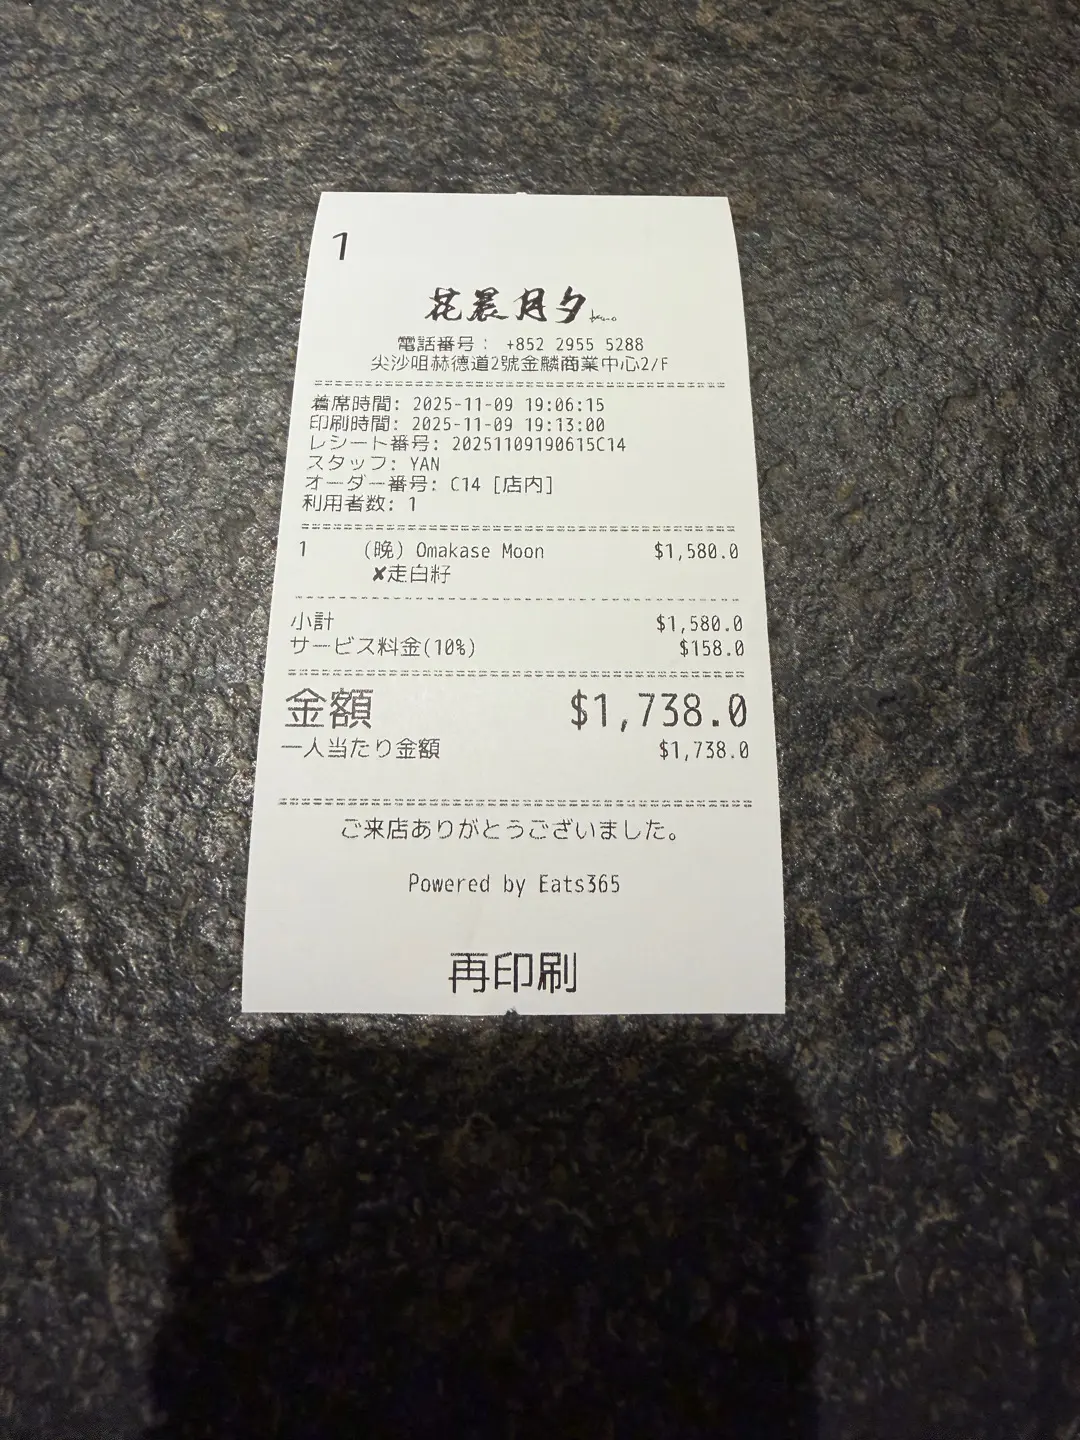 1
花晨月夕
電話番号： +852 2955 5288
尖沙咀赫德道2號金麟商業中心2/F
着席時間: 2025-11-09 19:06:15
印刷時間: 2025-11-09 19:13:00
レシート番号: 20251109190615C14
スタッフ: YAN
オーダー番号: C14 [店内]
利用者数: 1
1 (晩) Omakase Moon $1,580.0
✘走白籽
小計 $1,580.0
サービス料金(10%) $158.0
金額 $1,738.0
一人当たり金額 $1,738.0
ご来店ありがとうございました。
Powered by Eats365
再印刷